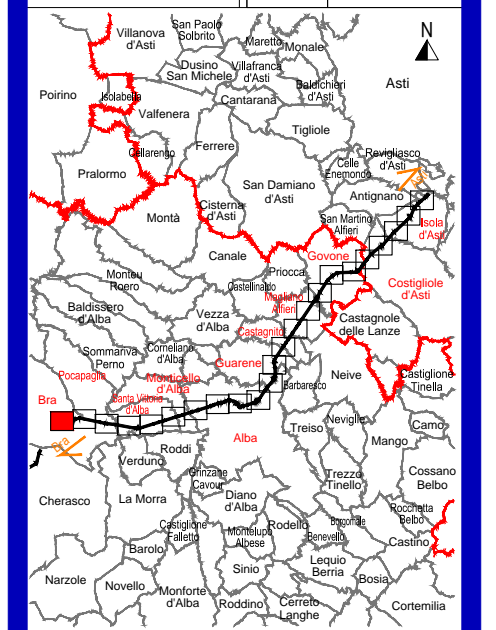 Villanova
d'Asti
San Paolo
Solbrito
Maretto
Monale
N
Dusino
San Michele
Villafranca
d'Asti
Baldichieri
d'Asti
Asti
Poirino
Isolabella
Cantarana
Valfenera
Tigliole
Ferrere
Cellarengo
Revigliasco
d'Asti
Celle
Enemondo
Pralormo
San Damiano
d'Asti
Antignano
Cisterna
d'Asti
Montà
San Martino
Alfieri
Isola
d'Asti
Canale
Govone
Priocca
Monteu
Roero
Castellinaldo
Costigliole
d'Asti
Magliano
Alfieri
Baldissero
d'Alba
Vezza
d'Alba
Castagnito
Castagnole
delle Lanze
Sommariva
Perno
Corneliano
d'Alba
Guarene
Pocapaglia
Monticello
d'Alba
Barbaresco
Neive
Castiglione
Tinella
Bra
Santa Vittoria
d'Alba
Neviglie
Camo
Treiso
Alba
Mango
Bra
Roddi
Verduno
Grinzane
Cavour
Trezzo
Tinello
Cossano
Belbo
Cherasco
La Morra
Diano
d'Alba
Rocchetta
Belbo
Castiglione
Falletto
Rodello
Borgomale
Montelupo
Albese
Benevello
Castino
Barolo
Lequio
Berria
Sinio
Narzole
Novello
Bosia
Monforte
d'Alba
Roddino
Cerreto
Langhe
Cortemilia